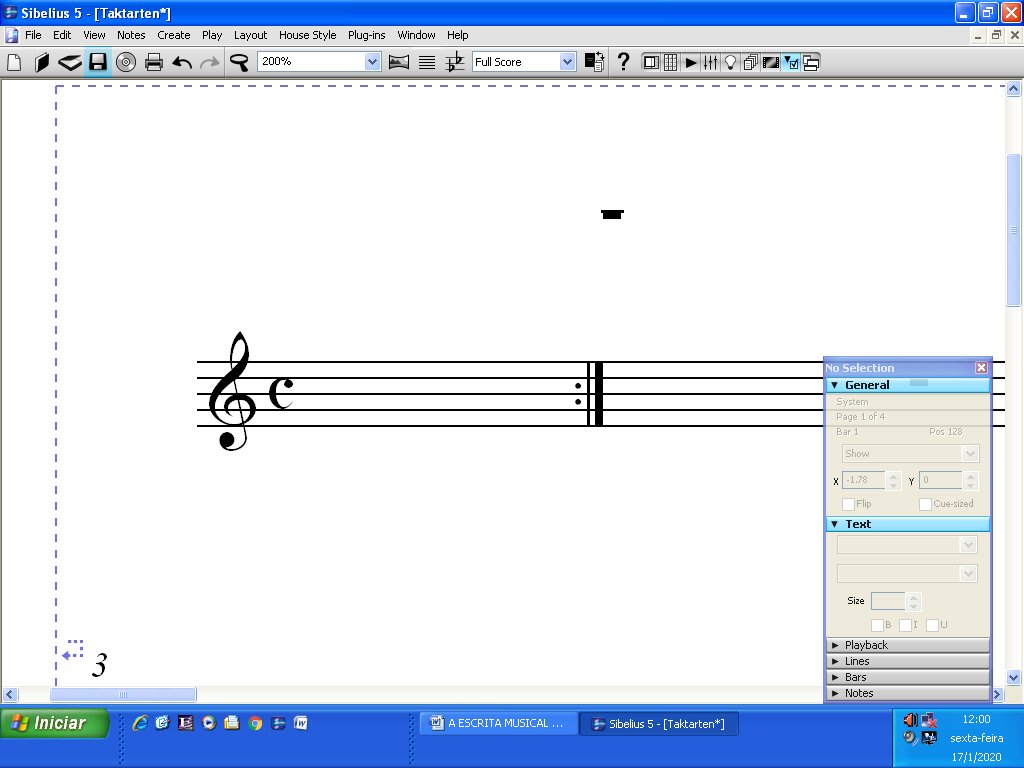 Sibelius 5 - [Taktarten*]
File Edit View Notes Create Play Layout House Style Plug-ins Window Help
200% Full Score ?
No Selection
General
System
Page 1 of 4
Bar 1 Pos 128
Show
X -1.78 Y 0
Flip Cue-sized
Text
Size
B I U
Playback
Lines
Bars
Notes
3
Iniciar A ESCRITA MUSICAL ... Sibelius 5 - [Taktarten*] 12:00
sexta-feira
17/1/2020